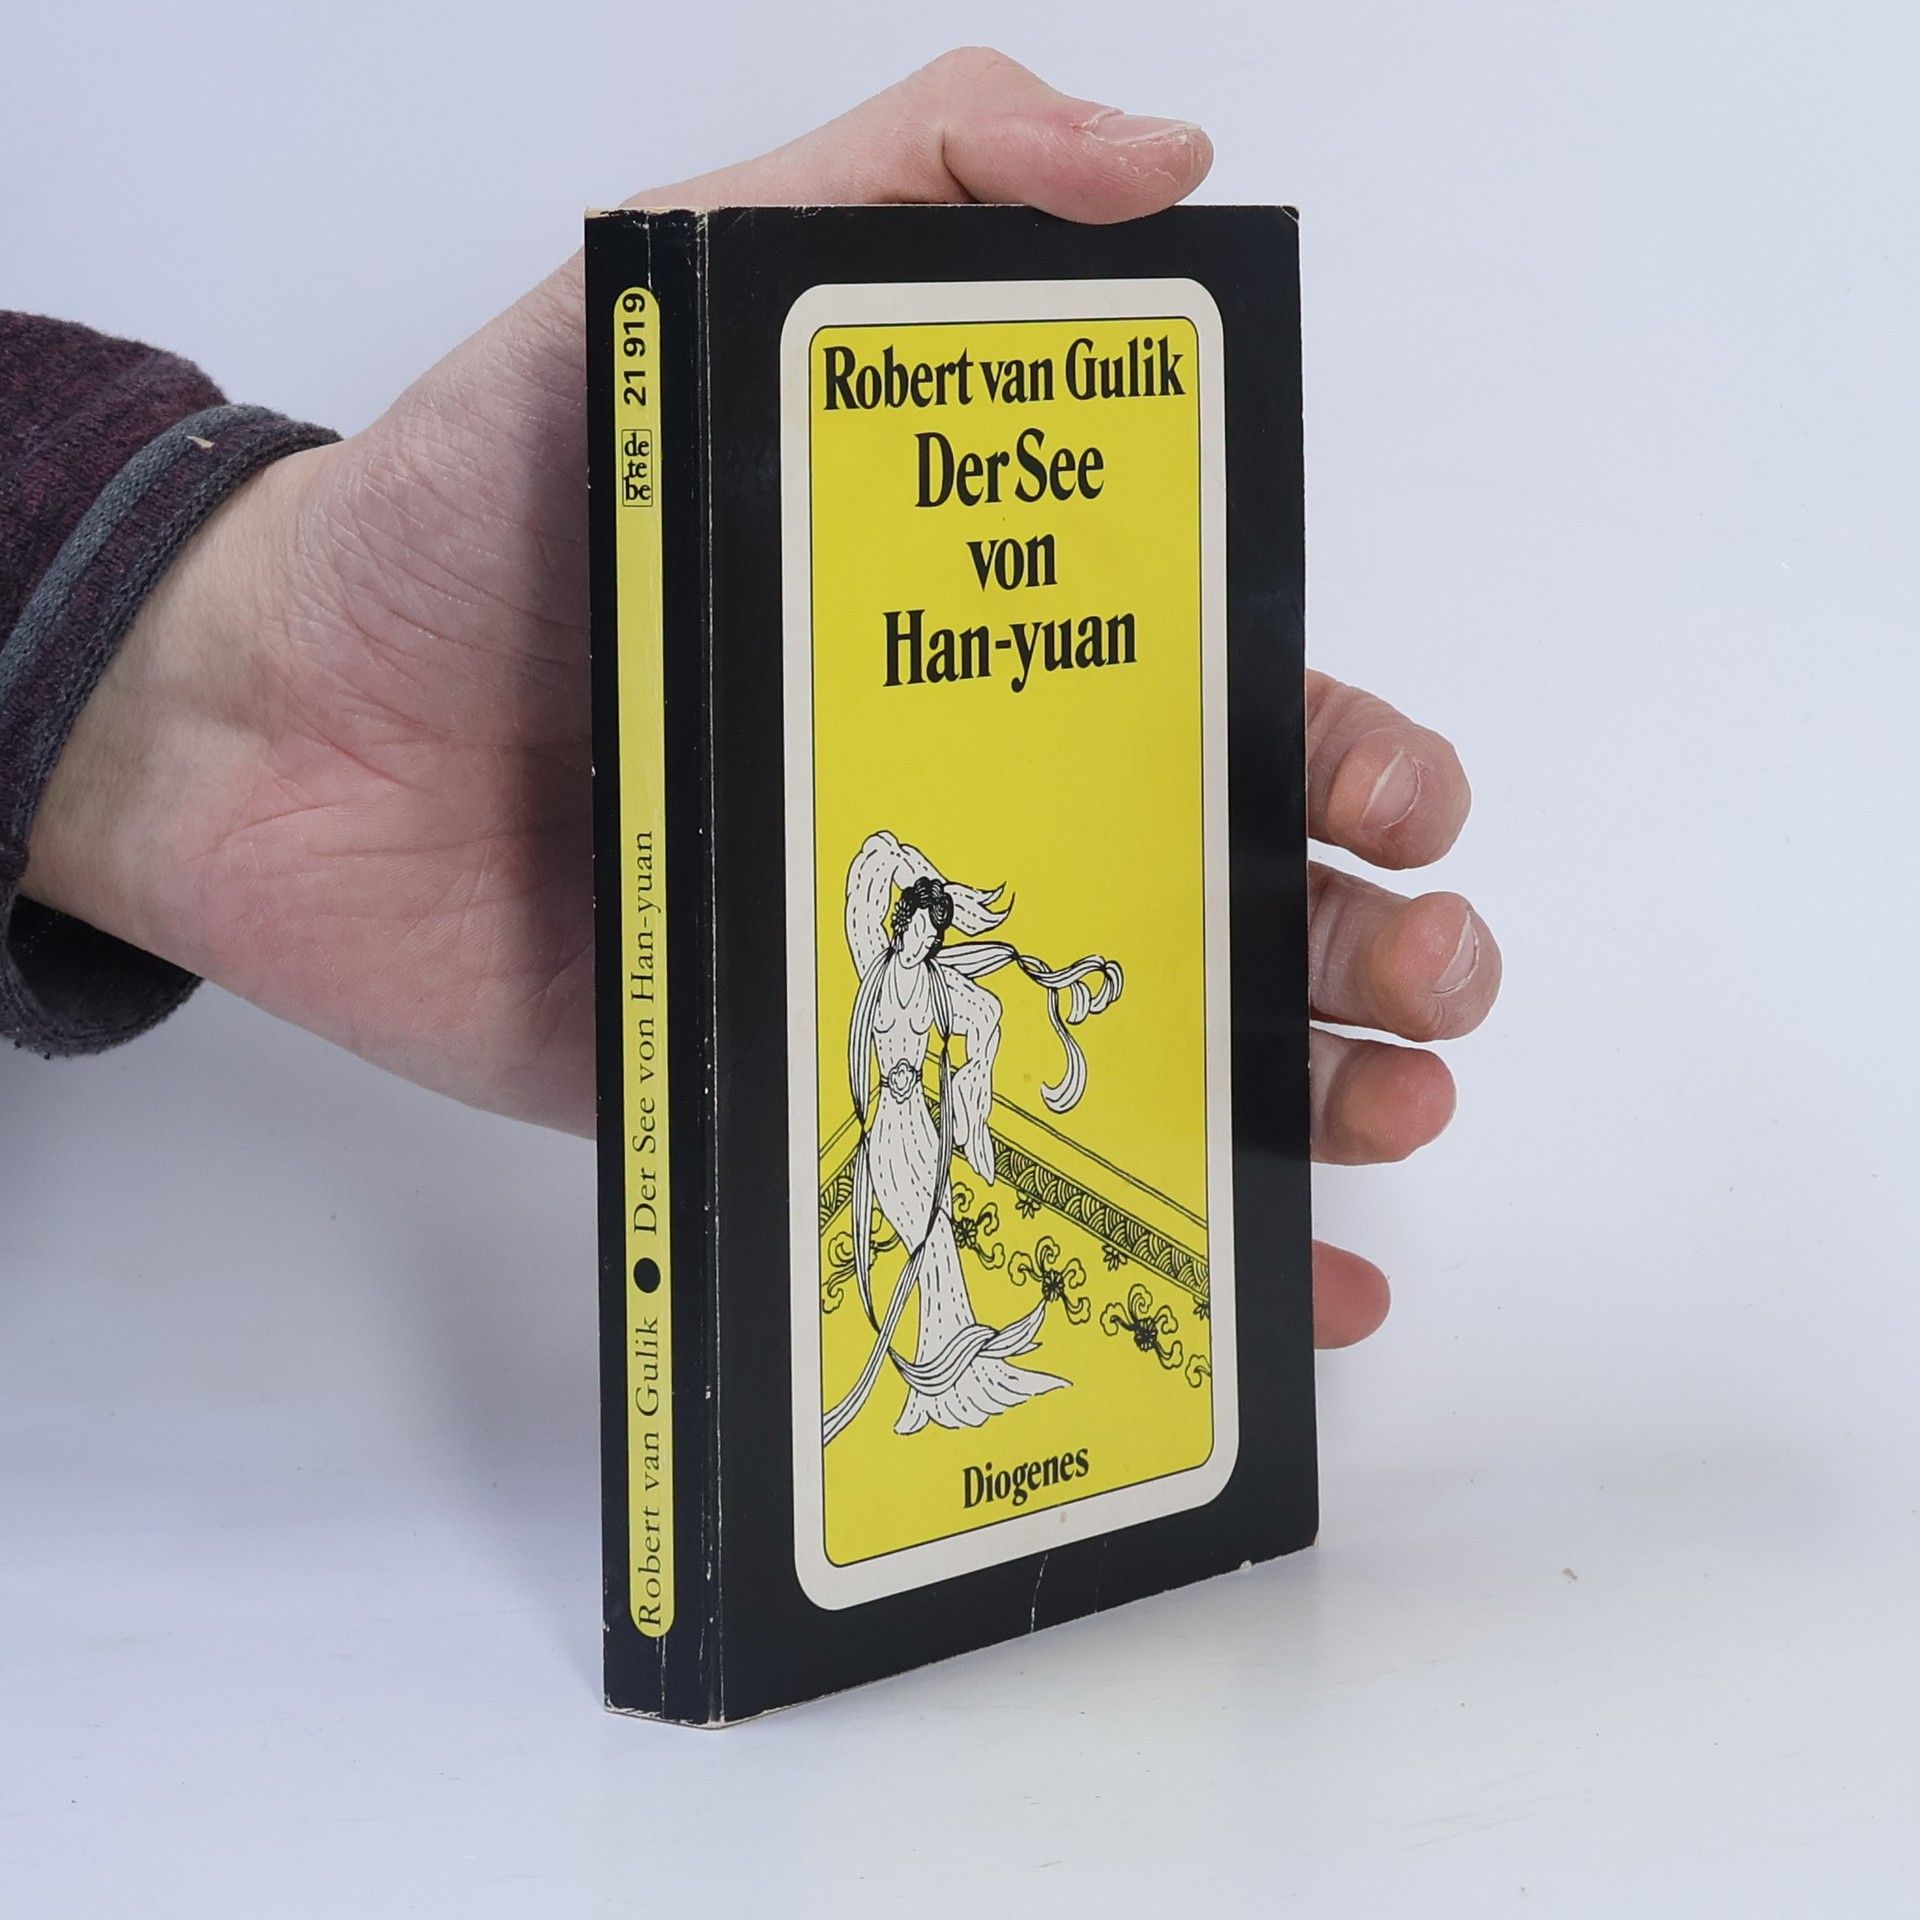 Robert van Gulik
Der See
von
Han-yuan
Diogenes
Robert van Gulik ● Der See von Han-yuan
de
te
be
21 919